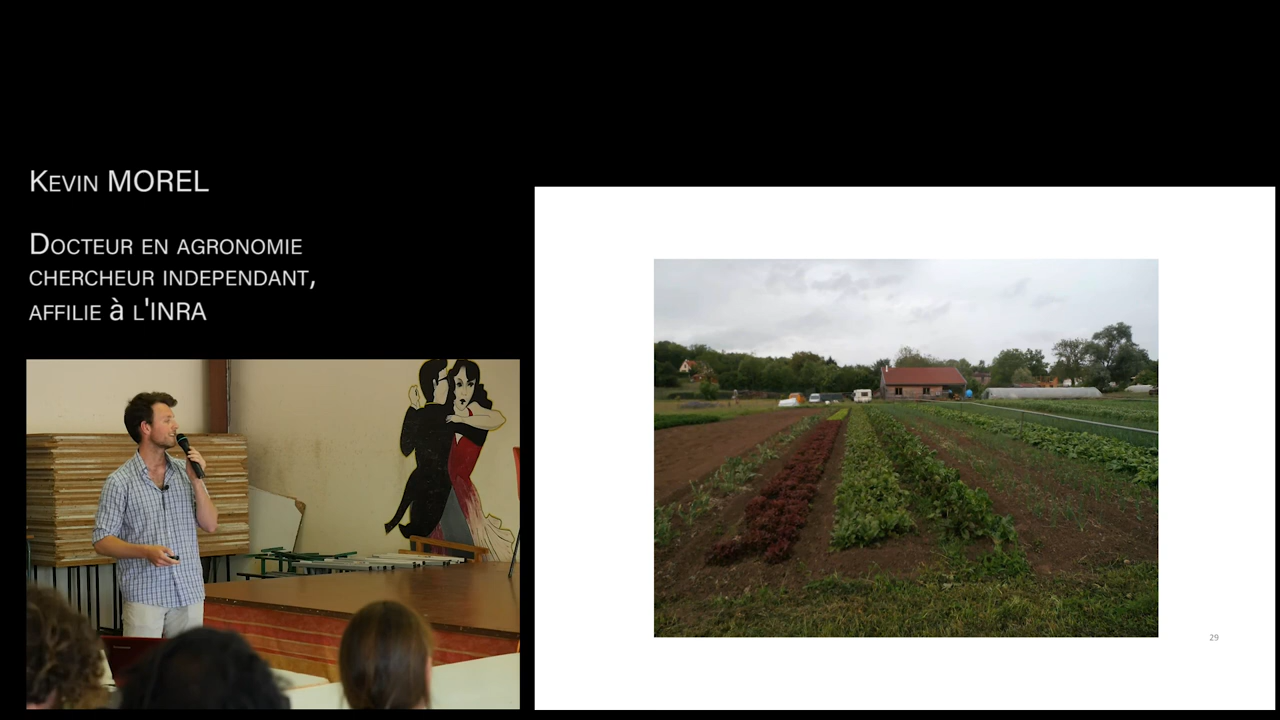 Kevin MOREL
Docteur en agronomie
chercheur independant,
affilie à l'INRA
29